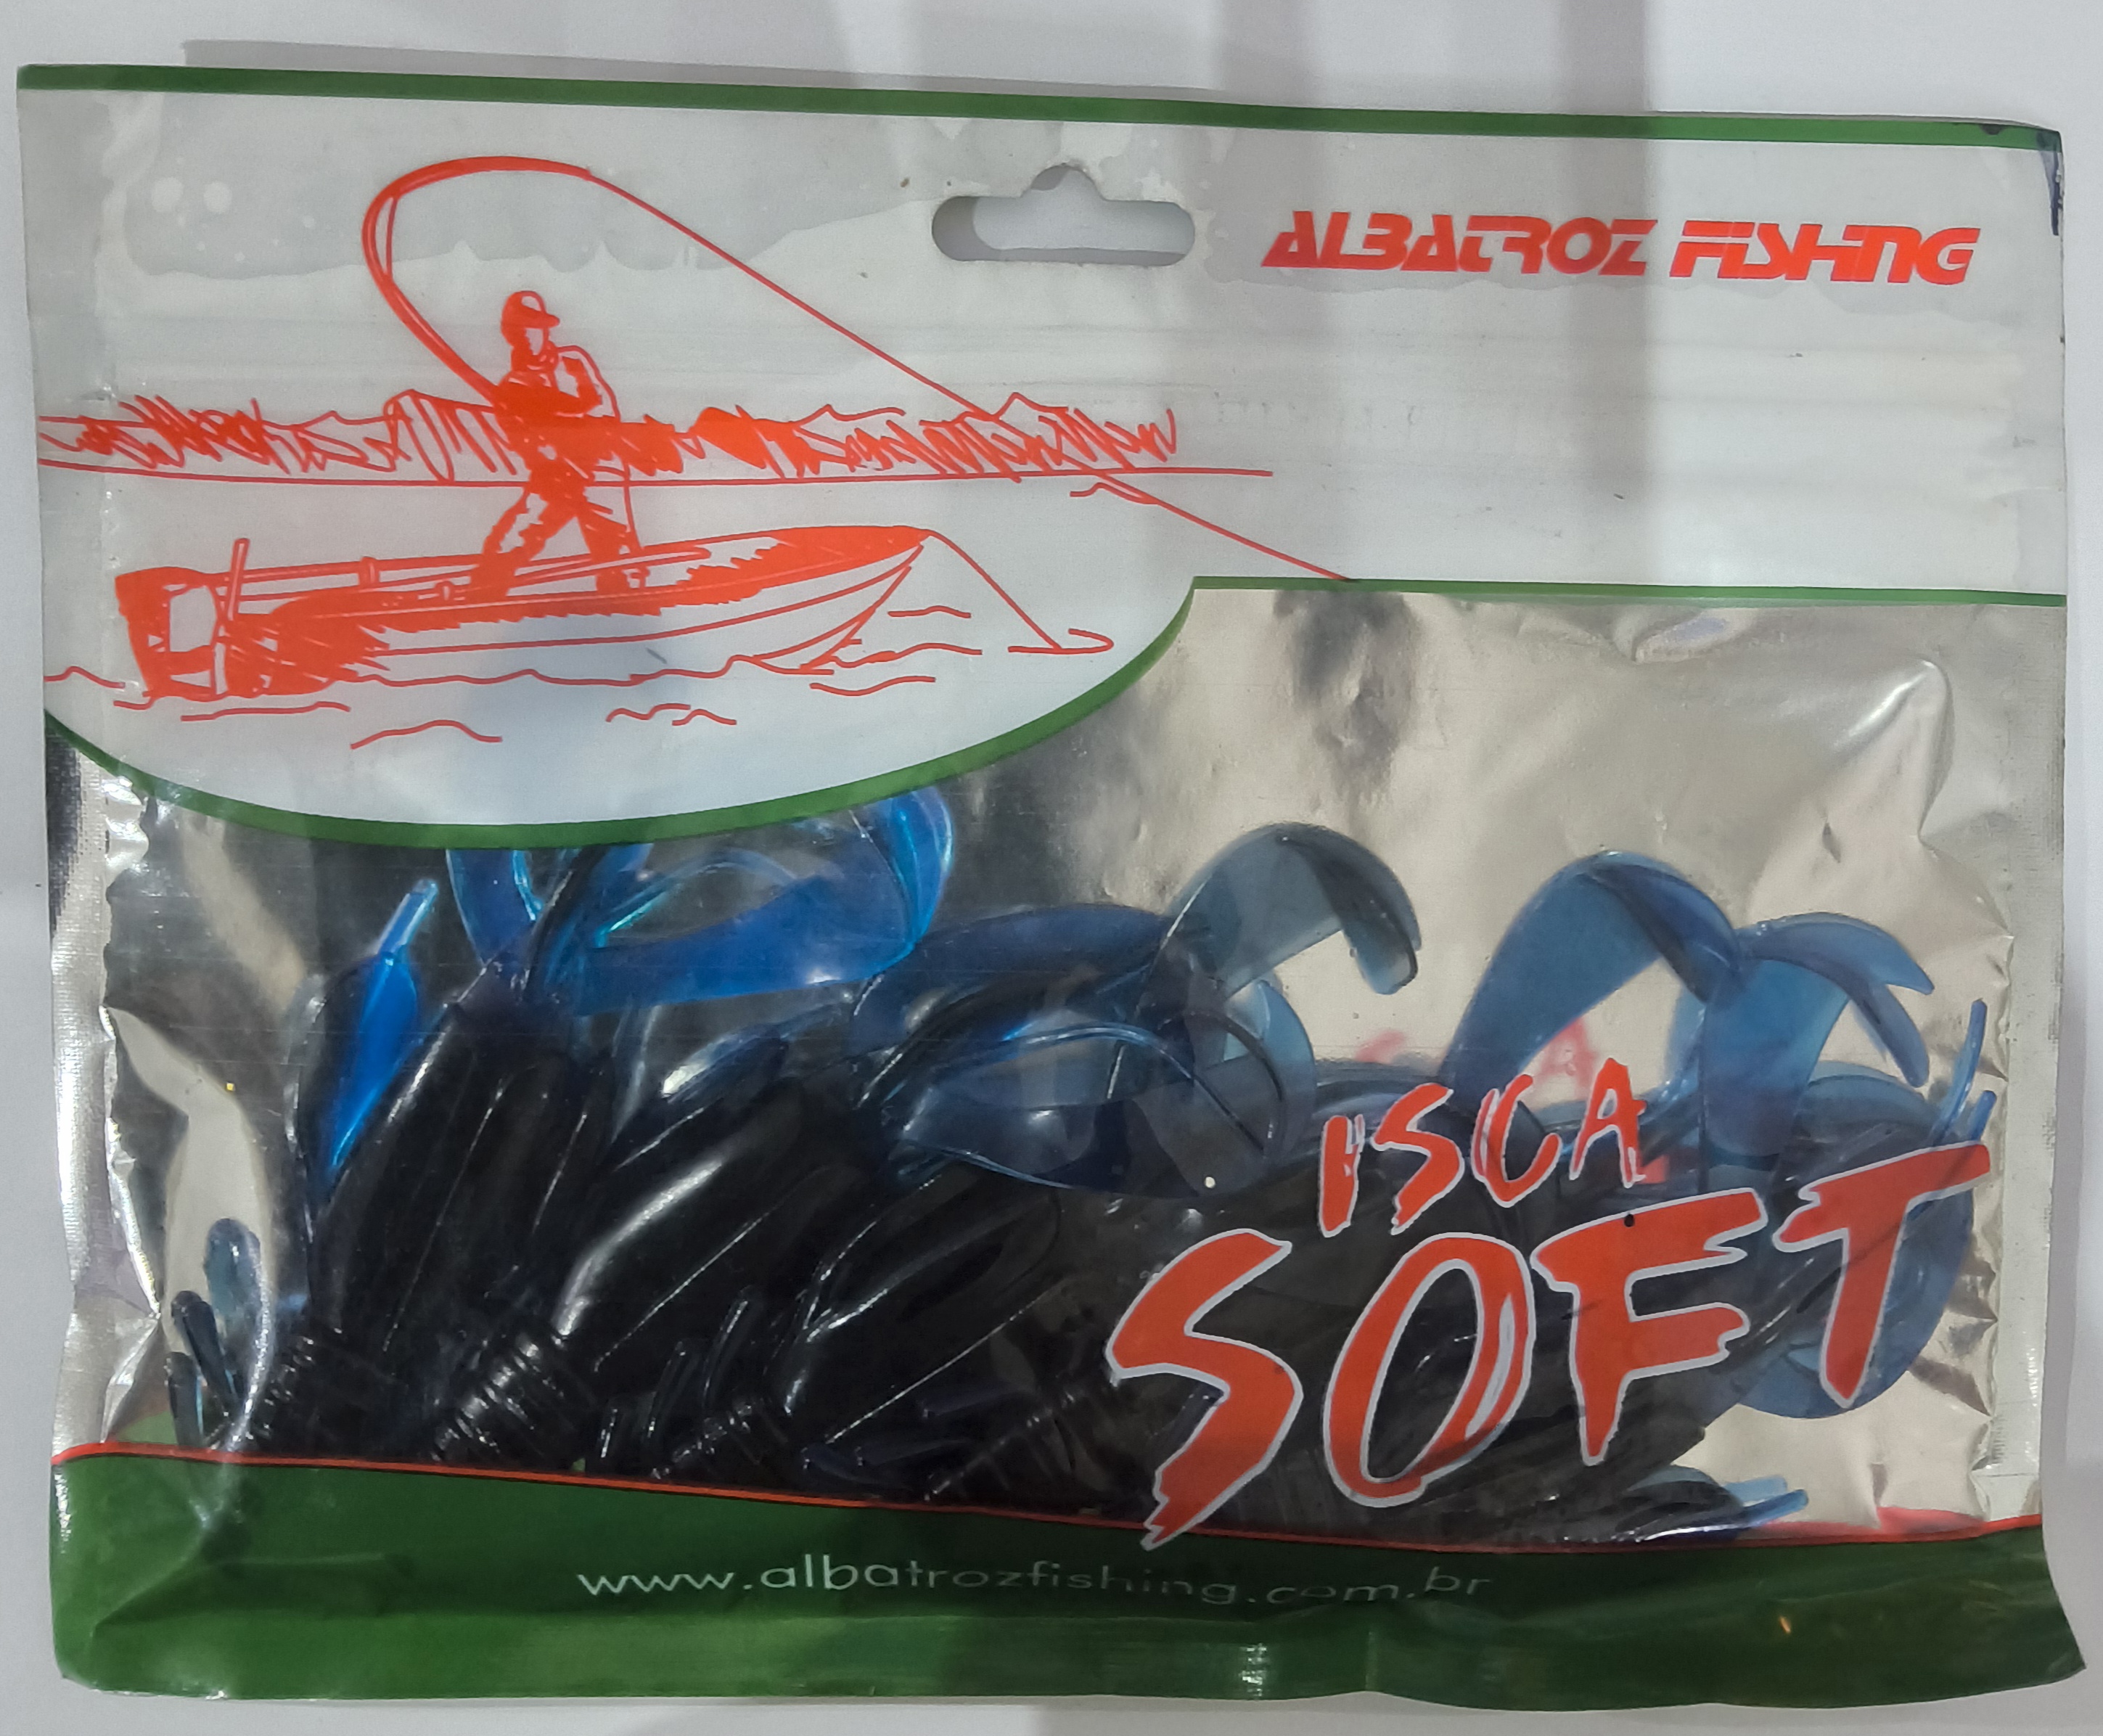 ALBATROZ FISHING
ISCA
SOFT
www.albatrozfishing.com.br